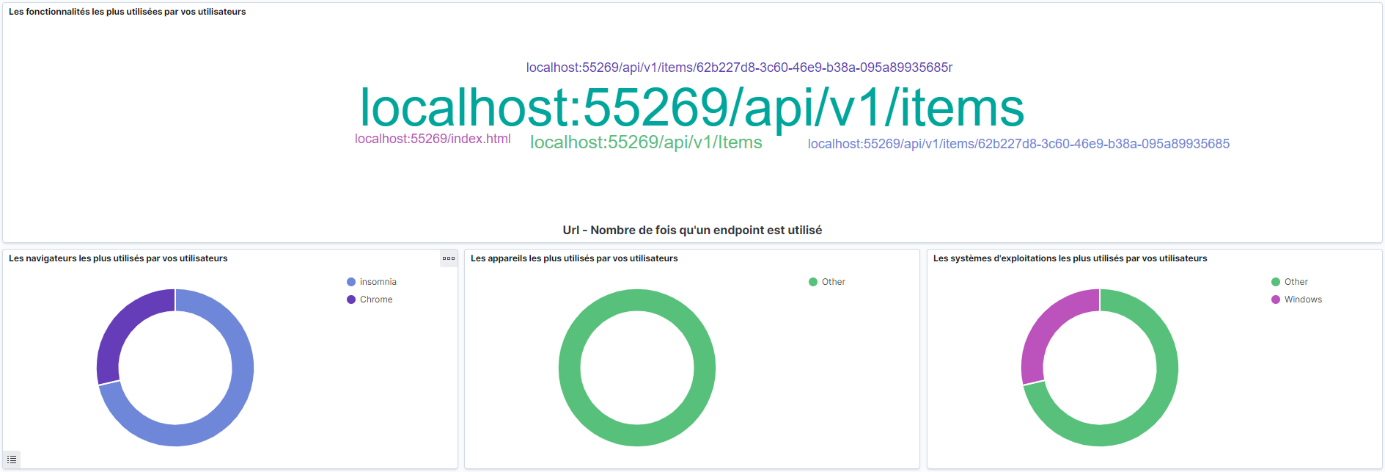 Les fonctionnalités les plus utilisées par vos utilisateurs
localhost:55269/api/v1/items/62b227d8-3c60-46e9-b38a-095a89935685r
localhost:55269/api/v1/items
localhost:55269/index.html
localhost:55269/api/v1/Items
localhost:55269/api/v1/items/62b227d8-3c60-46e9-b38a-095a89935685
Url - Nombre de fois qu'un endpoint est utilisé
Les navigateurs les plus utilisés par vos utilisateurs
insomnia
Chrome
Les appareils les plus utilisés par vos utilisateurs
Other
Les systèmes d'exploitations les plus utilisés par vos utilisateurs
Other
Windows